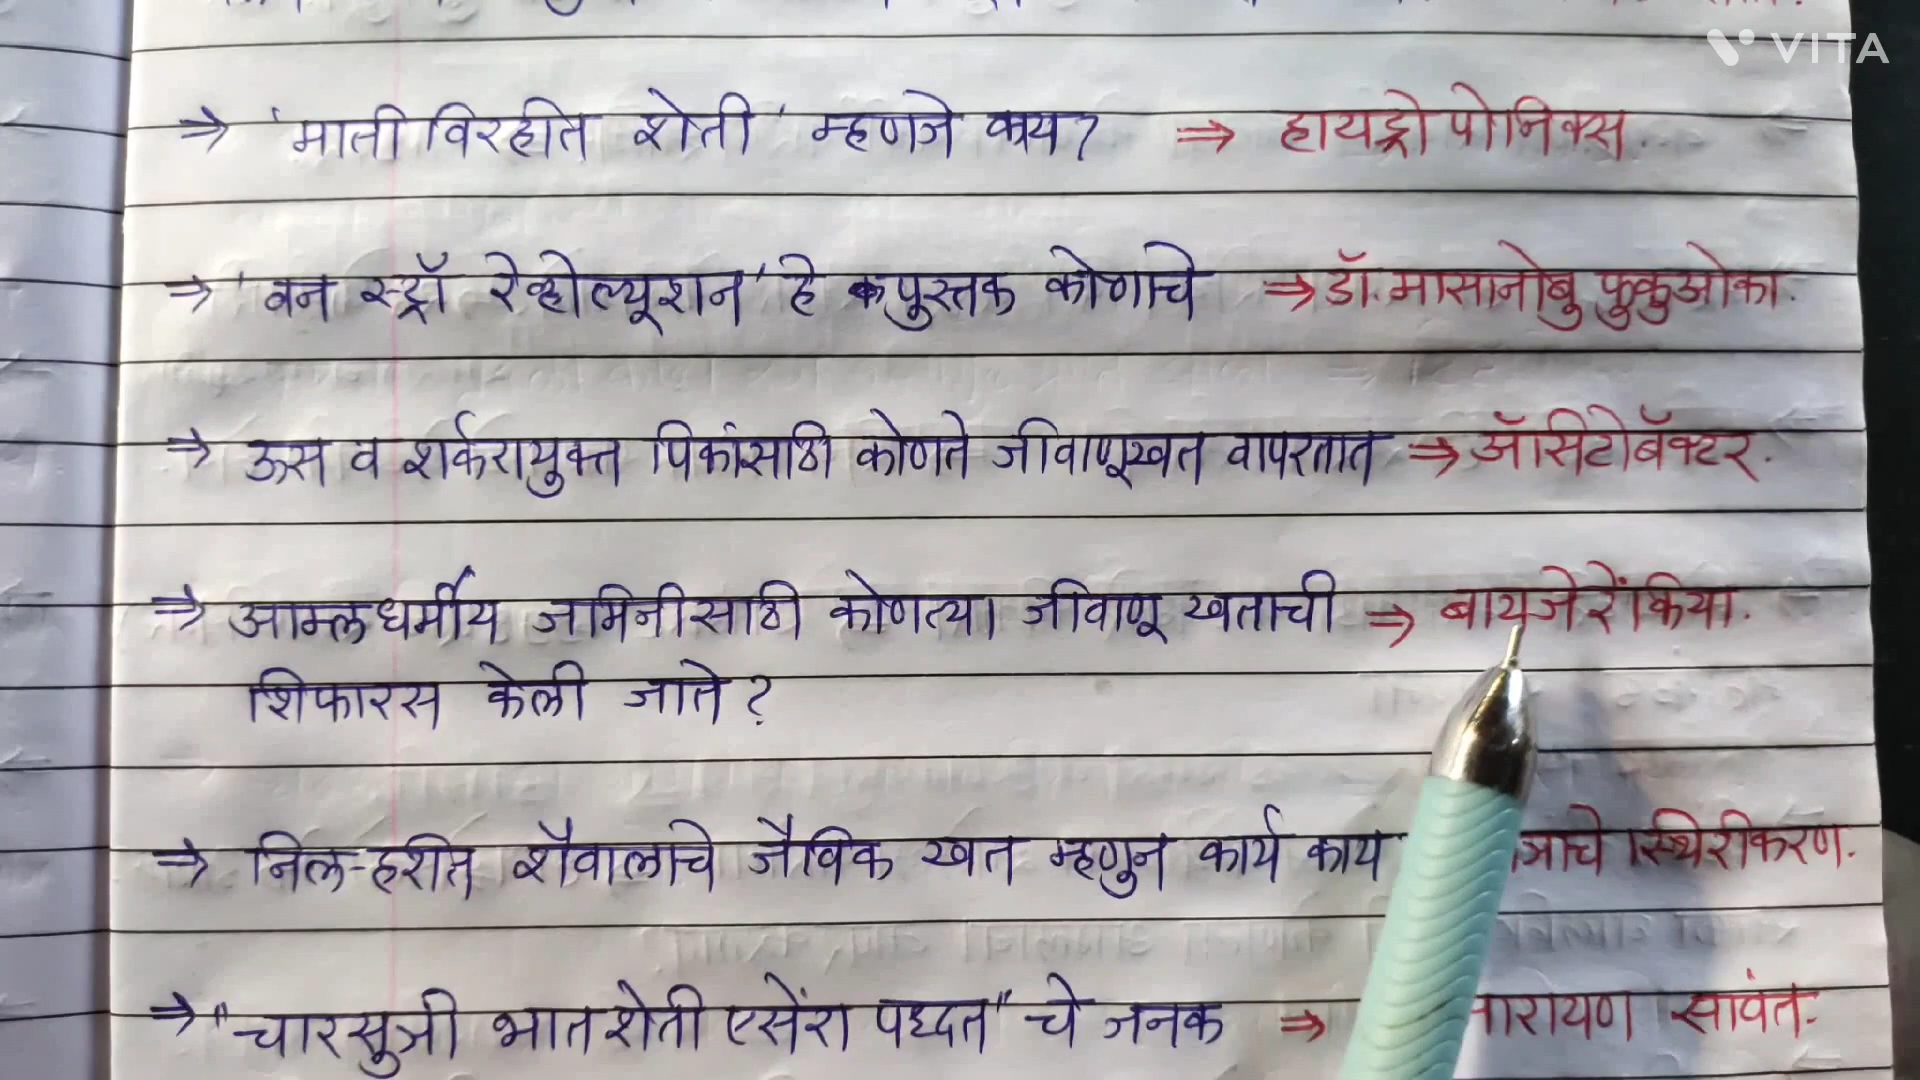 VITA
⇒ 'माती विरहीत शेती' म्हणजे काय? ⇒ हायड्रोपोनिक्स.
⇒ 'वन स्ट्रॉ रेव्होल्यूशन' हे पुस्तक कोणाचे ⇒ डॉ. मासानोबु फुकुओका.
⇒ ऊस व शर्करायुक्त पिकांसाठी कोणते जीवाणूखत वापरतात ⇒ ॲसिटोबॅक्टर.
⇒ आम्लधर्मीय जमिनीसाठी कोणत्या जीवाणू खताची ⇒ बायजेरेंकिया.
शिफारस केली जाते?
⇒ निल-हरीत शैवालाचे जैविक खत म्हणुन कार्य काय स्थिरीकरण.
⇒ "चारसुत्री भातशेती एसेंरा पध्दत" चे जनक ⇒ नारायण सावंत.